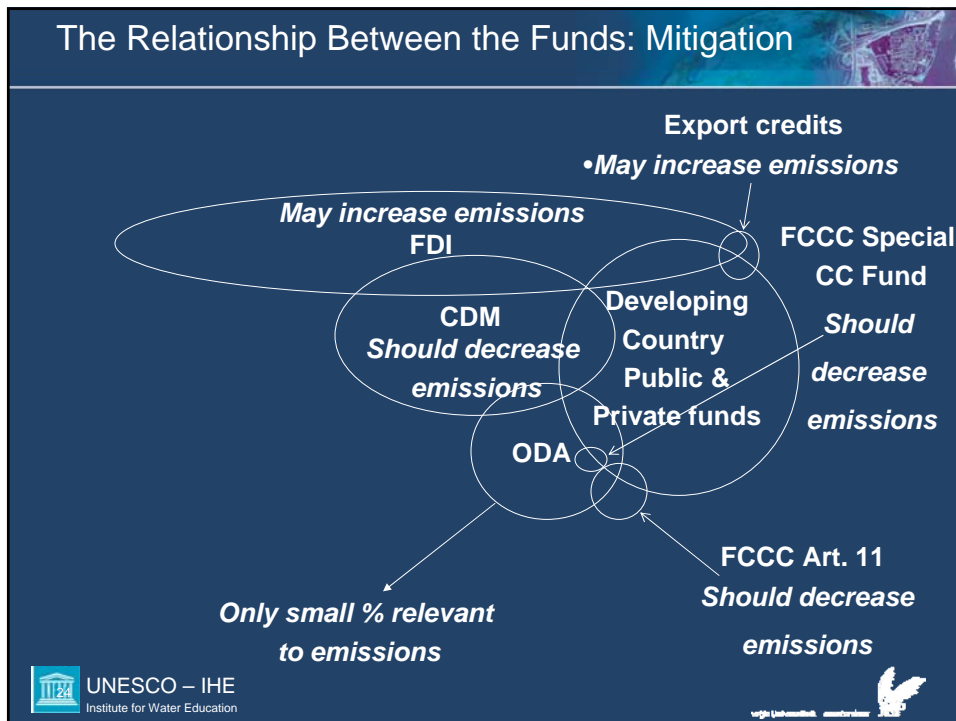 The Relationship Between the Funds: Mitigation
Export credits
•May increase emissions
May increase emissions
FDI
FCCC Special
CC Fund
Should
decrease
emissions
CDM
Should decrease
emissions
Developing
Country
Public &
Private funds
ODA
FCCC Art. 11
Should decrease
emissions
Only small % relevant
to emissions
24
UNESCO – IHE
Institute for Water Education